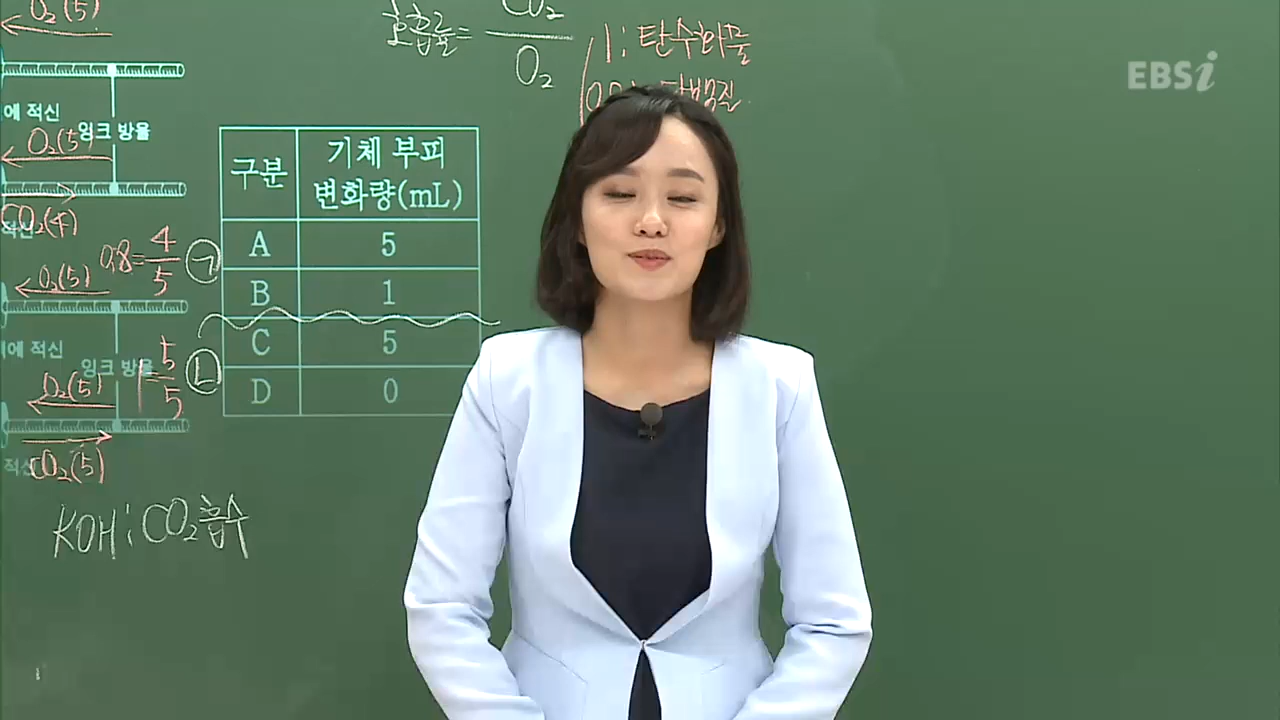 O₂(5)
호흡률= CO₂
O₂
1 : 탄수화물
단백질
EBSi
에 적신
O₂(5)
잉크 방울
CO₂(4)
적신
구분 기체 부피
변화량(mL)
A 5
B 1
C 5
D 0
0.8=4/5 ㄱ
O₂(5)
에 적신
잉크 방울
O₂(5)
1=5/5 ㄴ
적신
CO₂(5)
KOH : CO₂ 흡수